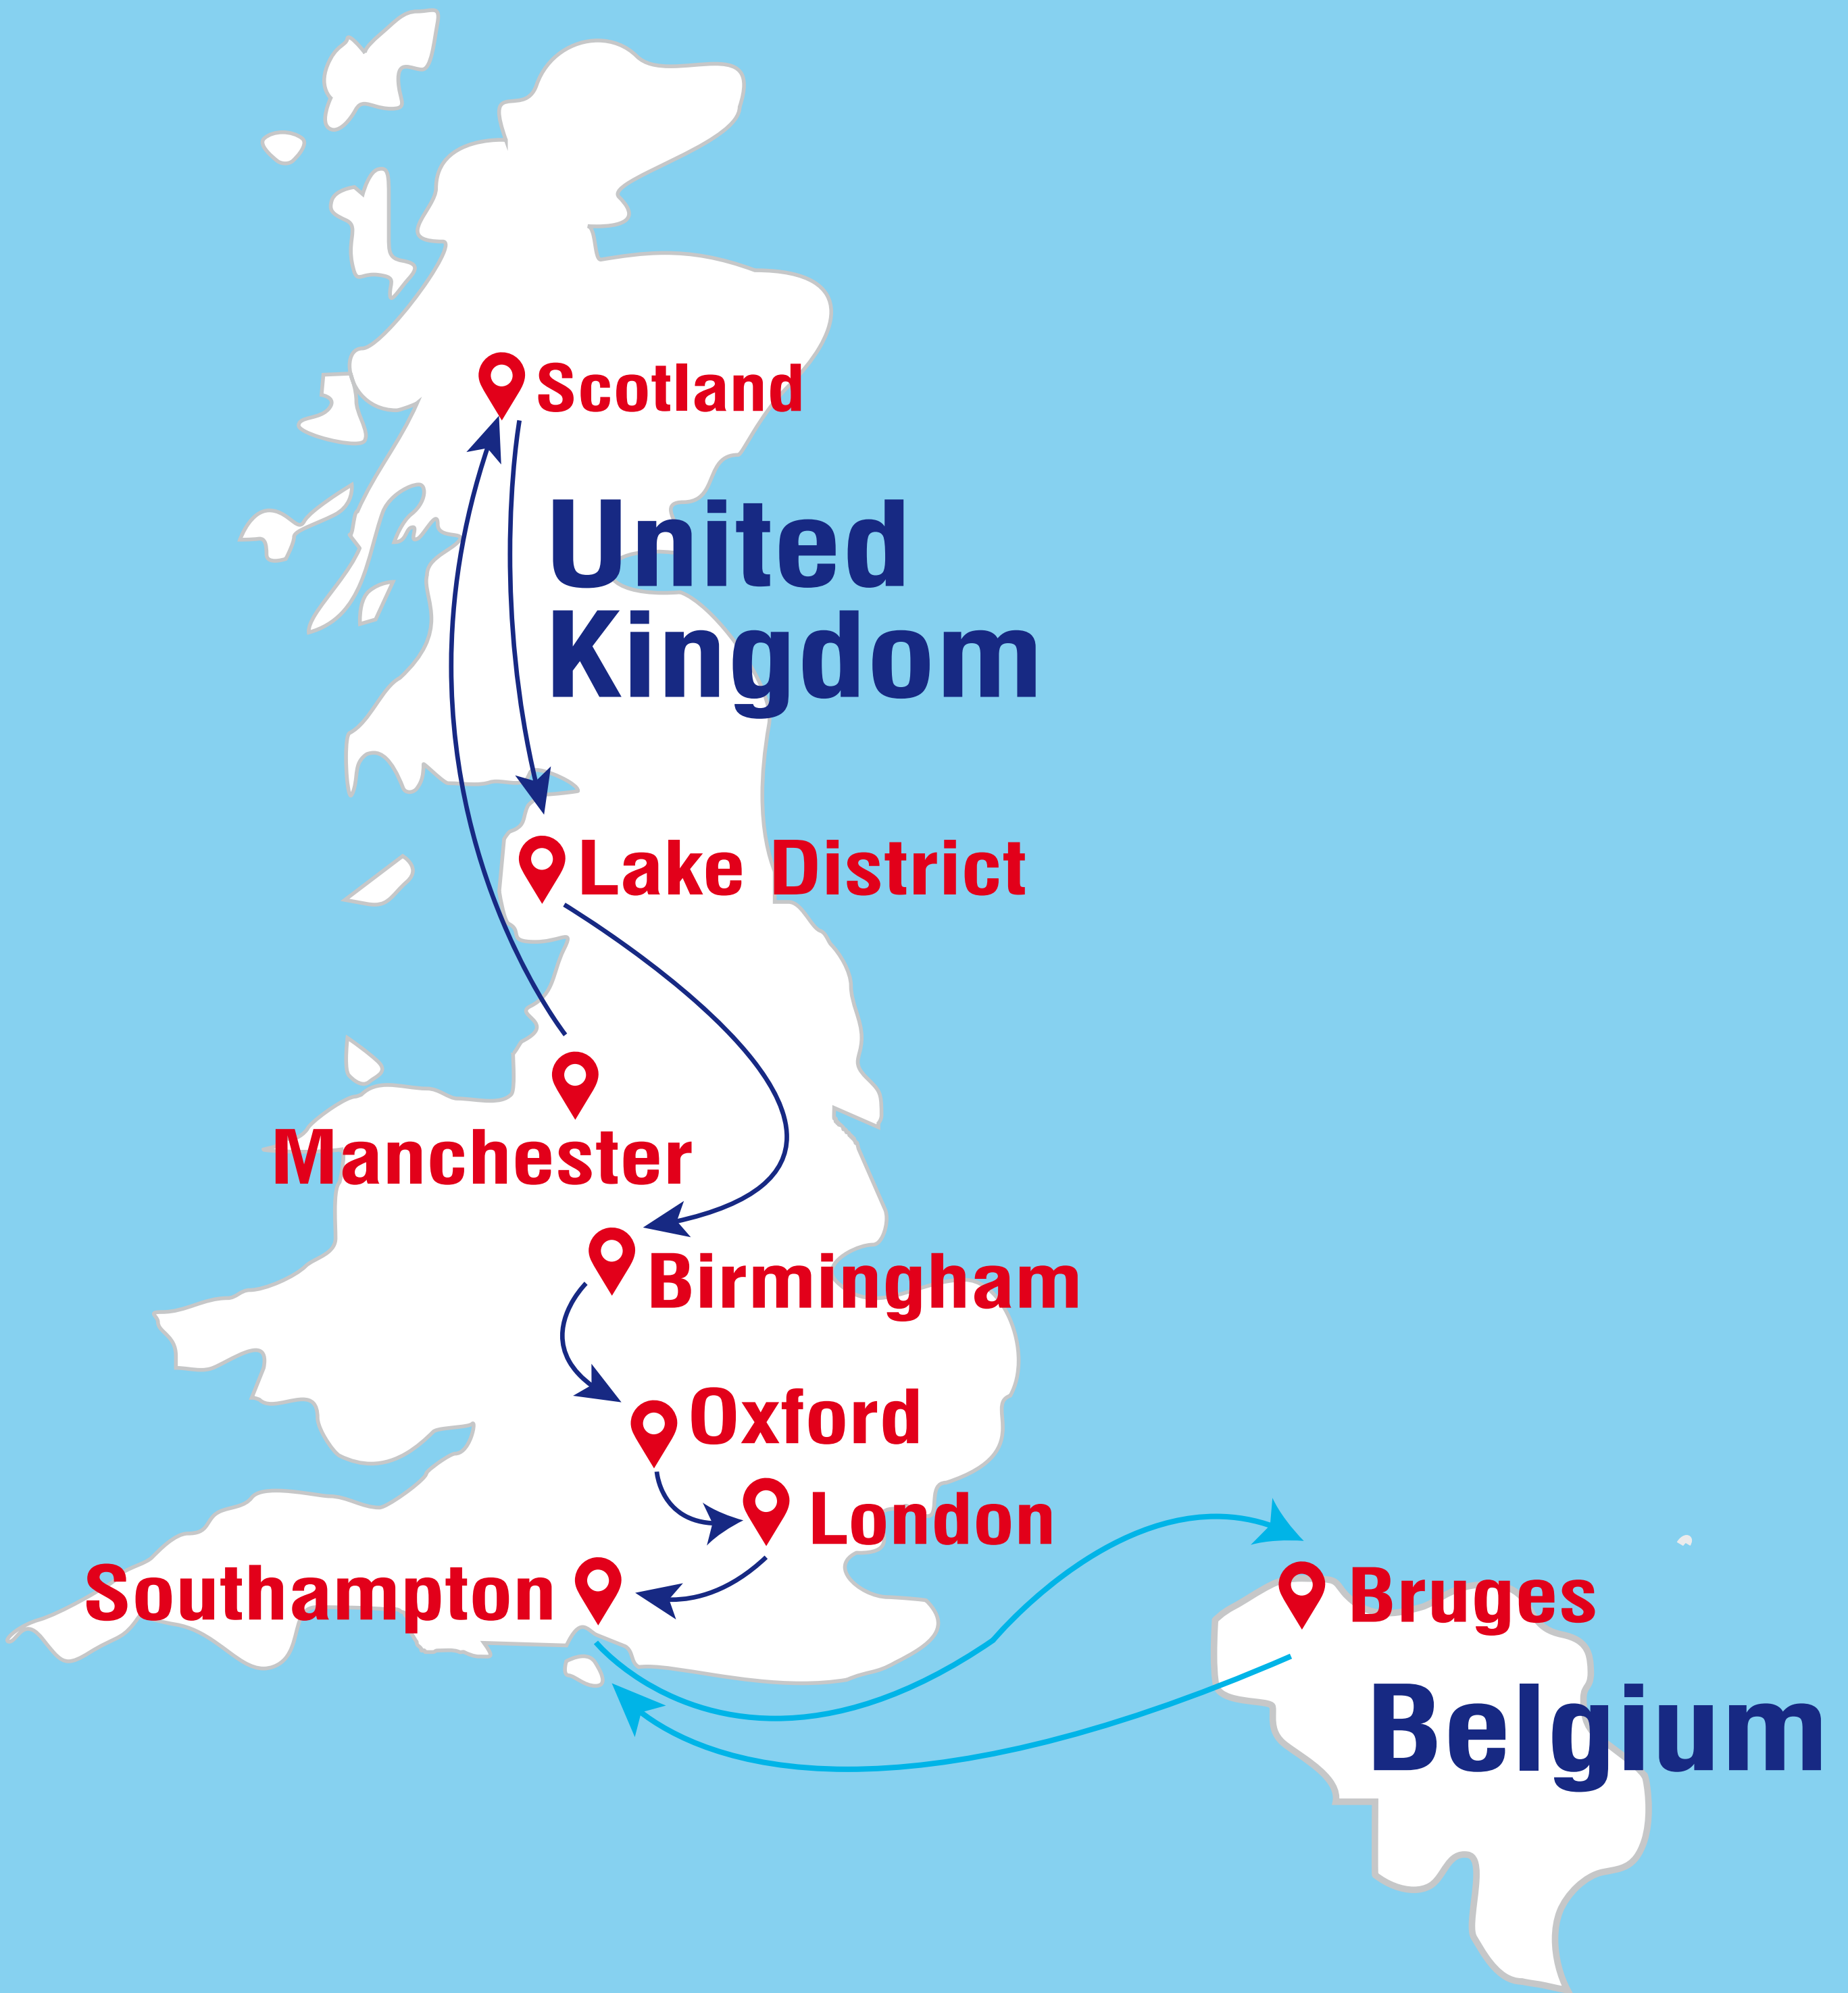 Scotland
United
Kingdom
Lake District
Manchester
Birmingham
Oxford
London
Southampton
Bruges
Belgium